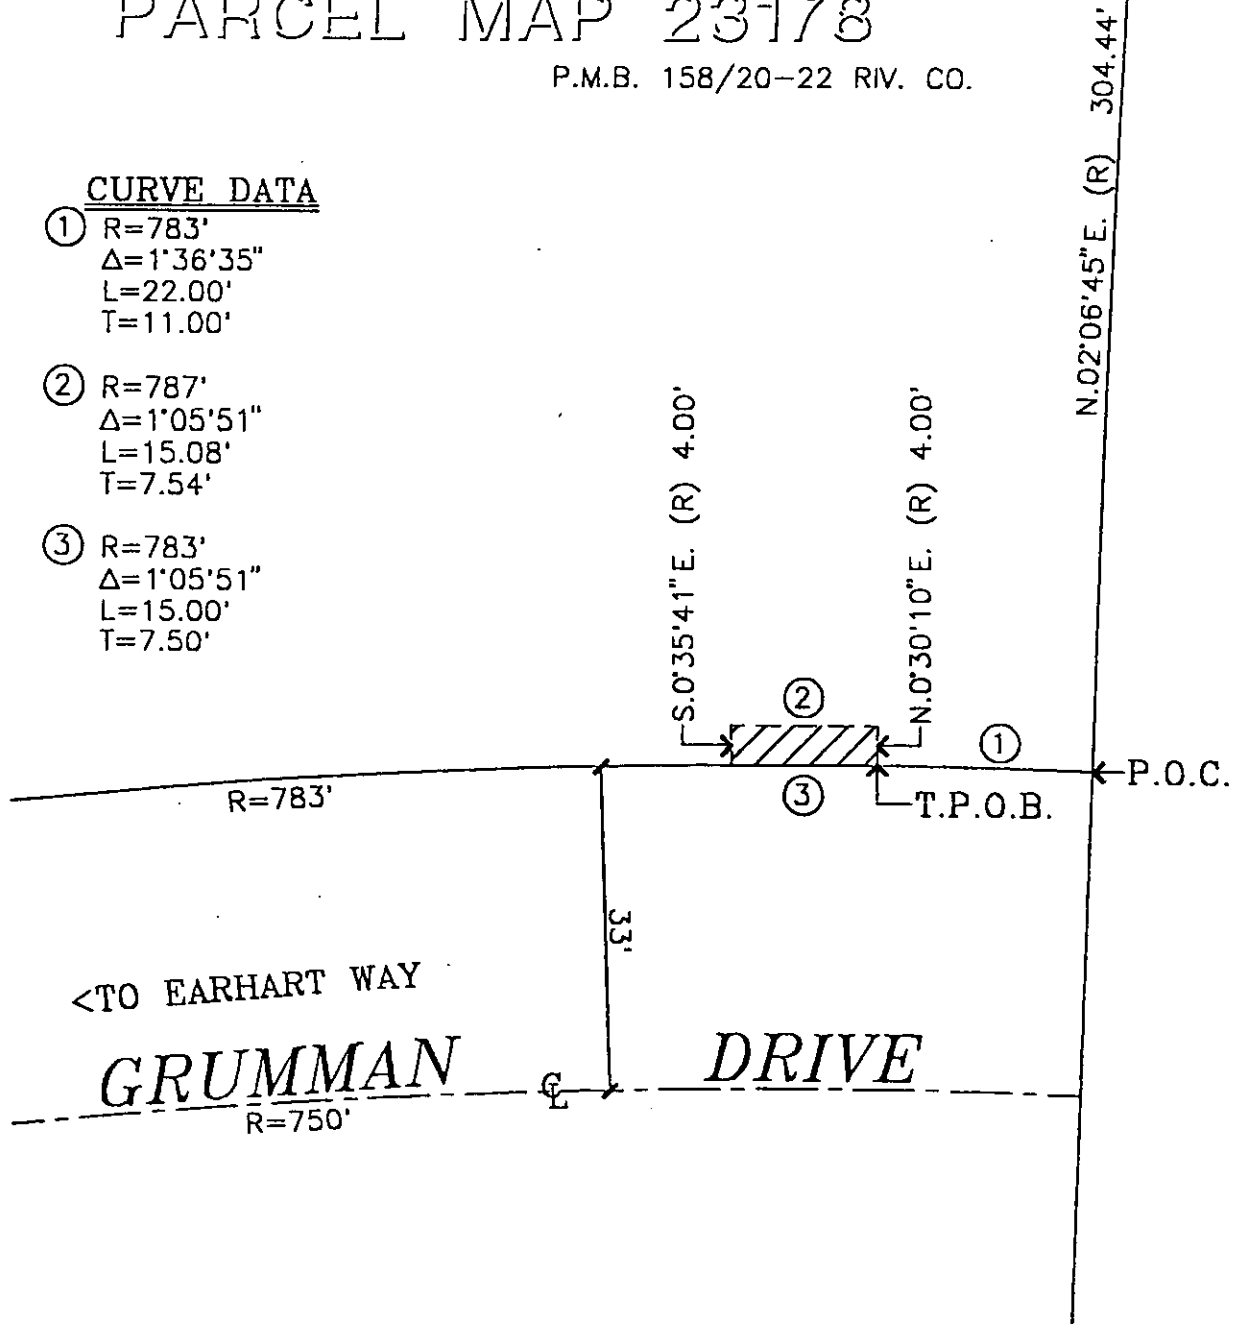 PARCEL MAP 23178
P.M.B. 158/20-22 RIV. CO.
CURVE DATA
1 R=783'
Δ=1°36'35"
L=22.00'
T=11.00'
2 R=787'
Δ=1°05'51"
L=15.08'
T=7.54'
3 R=783'
Δ=1°05'51"
L=15.00'
T=7.50'
N.02°06'45"E. (R) 304.44'
S.0°35'41"E. (R) 4.00'
N.0°30'10"E. (R) 4.00'
2
1
P.O.C.
R=783'
3
T.P.O.B.
33'
<TO EARHART WAY
GRUMMAN DRIVE
CL
R=750'